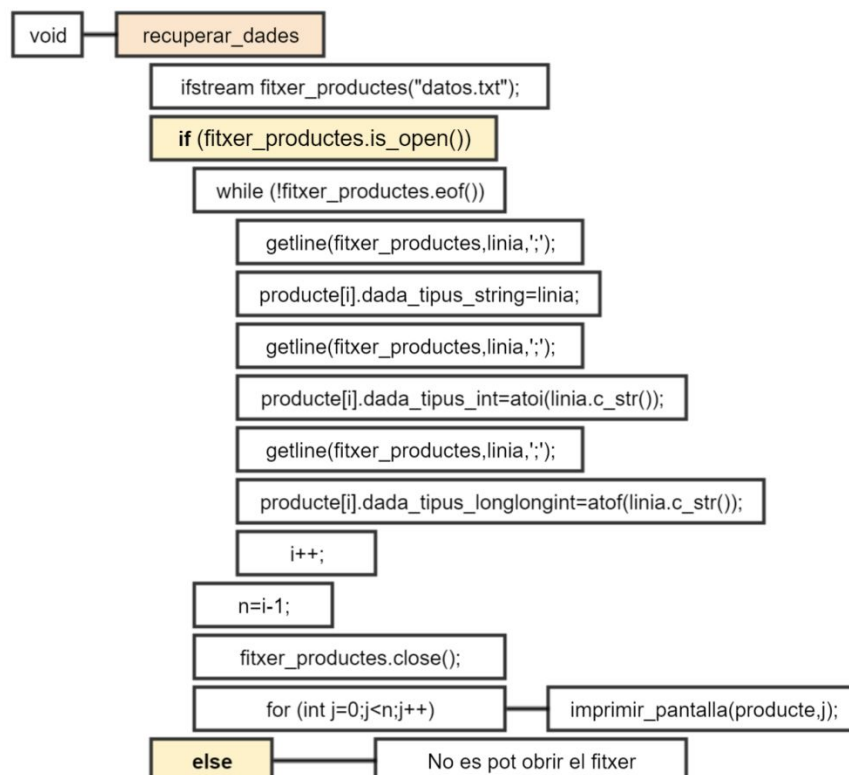 void recuperar_dades
ifstream fitxer_productes("datos.txt");
if (fitxer_productes.is_open())
while (!fitxer_productes.eof())
getline(fitxer_productes,linia,';');
producte[i].dada_tipus_string=linia;
getline(fitxer_productes,linia,';');
producte[i].dada_tipus_int=atoi(linia.c_str());
getline(fitxer_productes,linia,';');
producte[i].dada_tipus_longlongint=atof(linia.c_str());
i++;
n=i-1;
fitxer_productes.close();
for (int j=0;j<n;j++) imprimir_pantalla(producte,j);
else No es pot obrir el fitxer